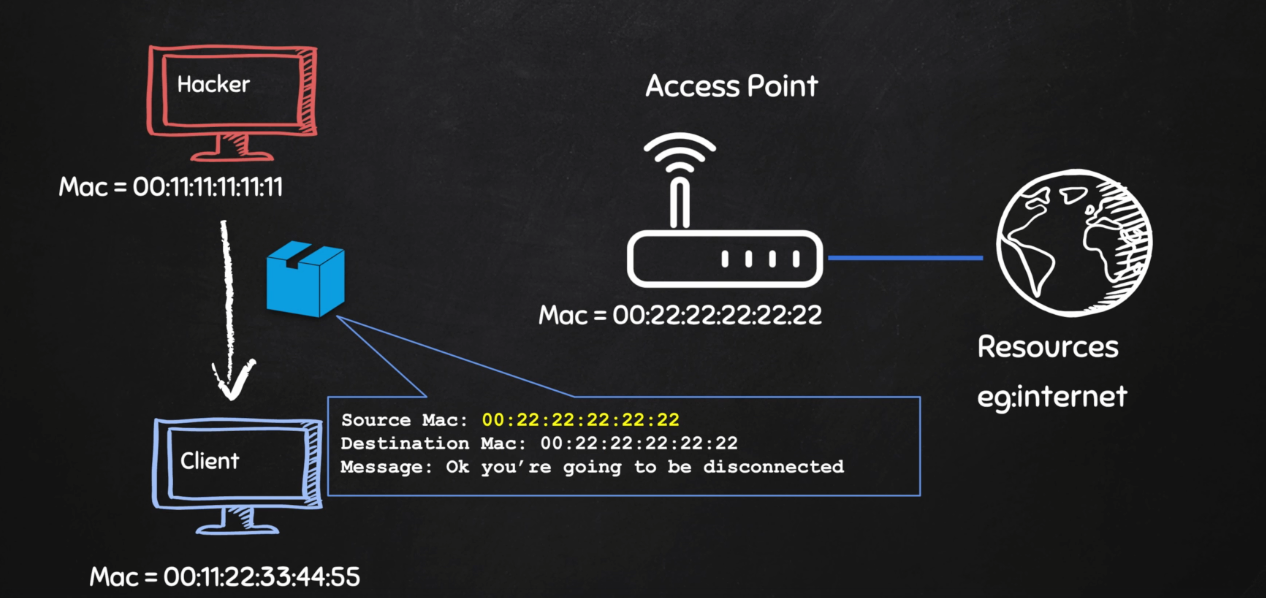 Hacker
Mac = 00:11:11:11:11:11
Access Point
Mac = 00:22:22:22:22:22
Resources
eg:internet
Source Mac: 00:22:22:22:22:22
Destination Mac: 00:22:22:22:22:22
Message: Ok you’re going to be disconnected
Client
Mac = 00:11:22:33:44:55